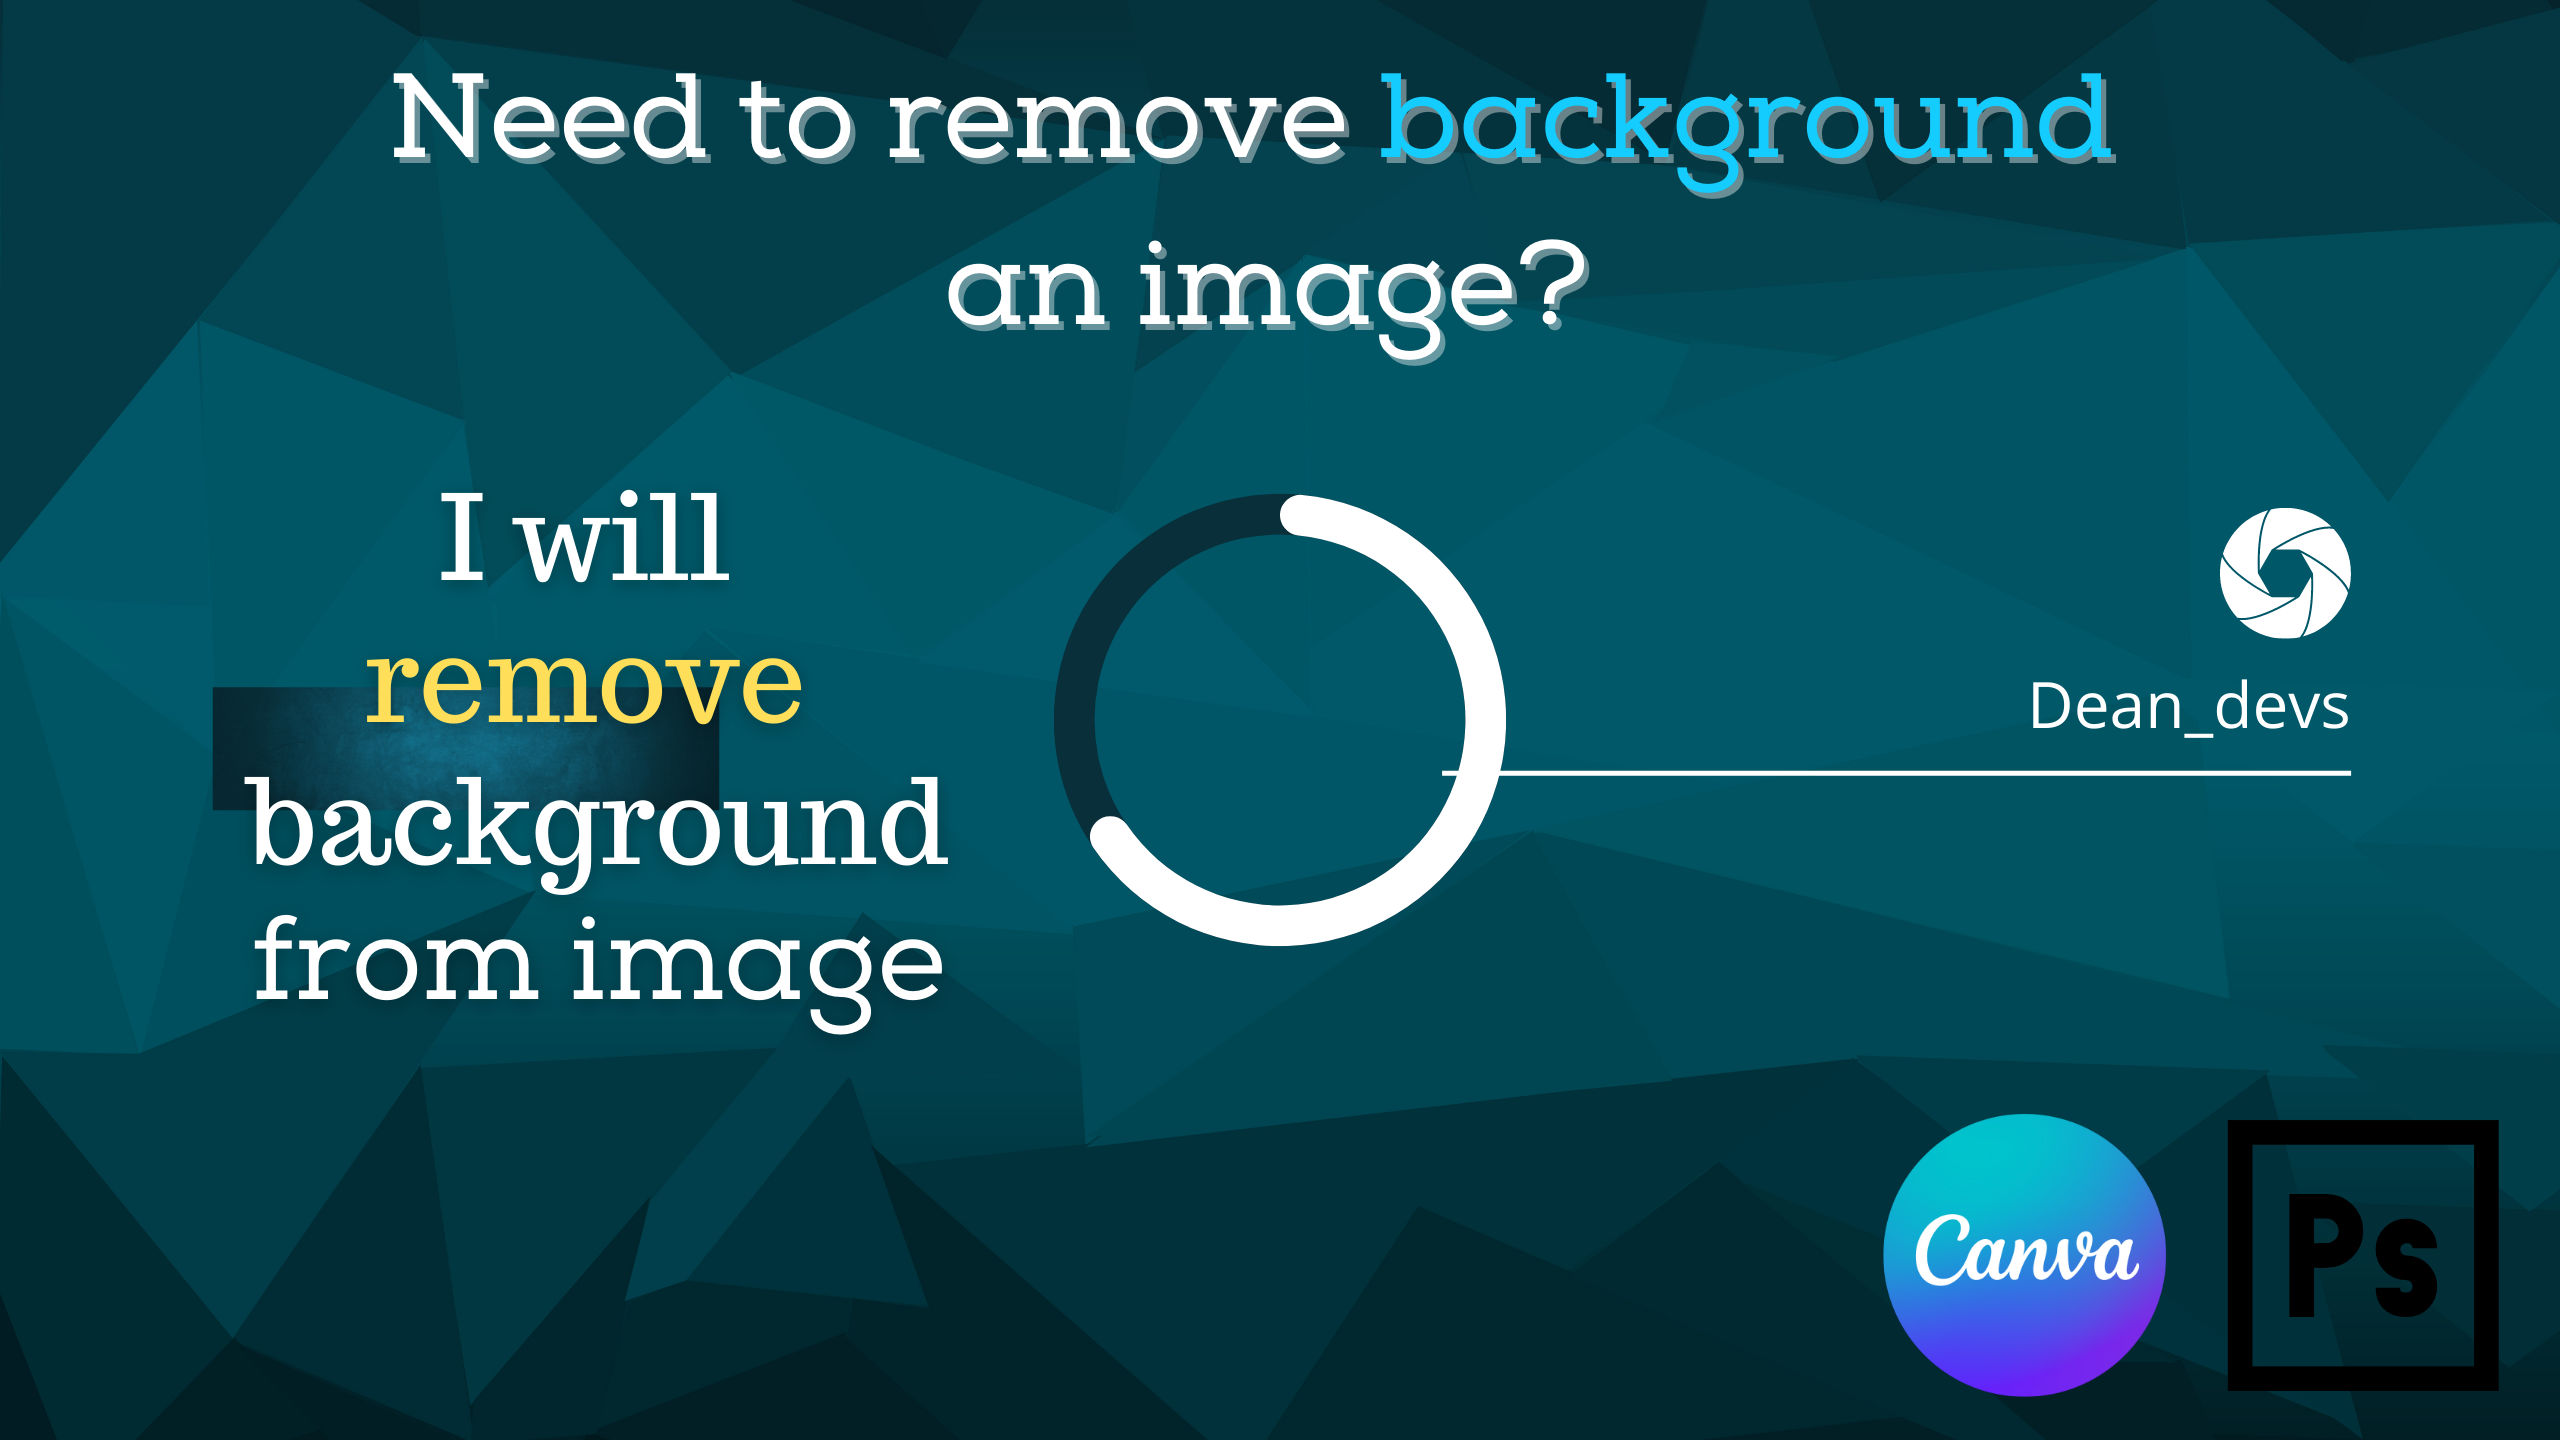 Need to remove background
an image?
I will
remove
background
from image
Dean_devs
Canva
Ps